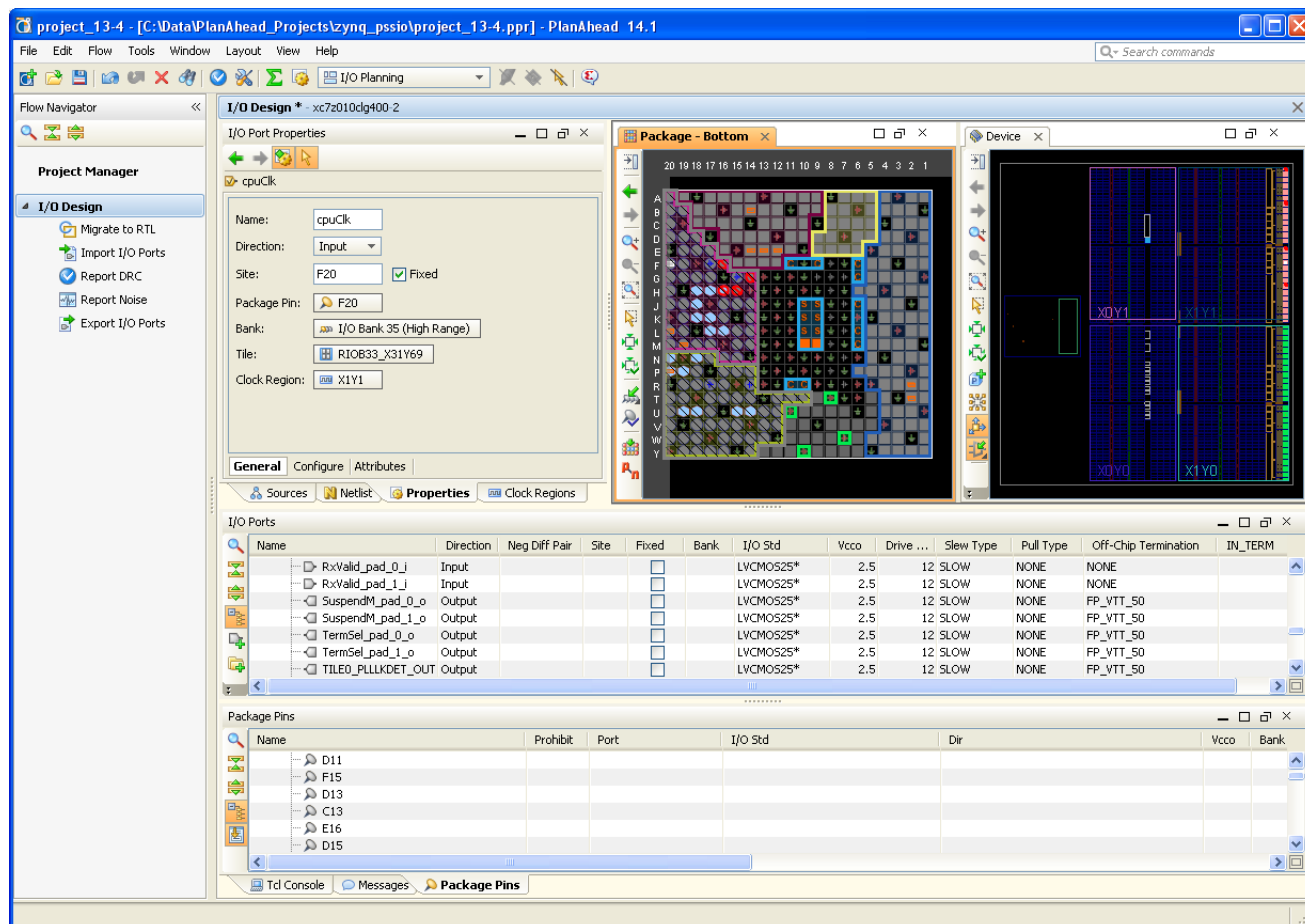 project_13-4 - [C:\Data\PlanAhead_Projects\zynq_pssio\project_13-4.ppr] - PlanAhead 14.1
File Edit Flow Tools Window Layout View Help
Search commands
I/O Planning
Flow Navigator
Project Manager
I/O Design
Migrate to RTL
Import I/O Ports
Report DRC
Report Noise
Export I/O Ports
I/O Design * - xc7z010clg400-2
I/O Port Properties
cpuClk
Name: cpuClk
Direction: Input
Site: F20 Fixed
Package Pin: F20
Bank: I/O Bank 35 (High Range)
Tile: RIOB33_X31Y69
Clock Region: X1Y1
General Configure Attributes
Sources Netlist Properties Clock Regions
Package - Bottom
20 19 18 17 16 15 14 13 12 11 10 9 8 7 6 5 4 3 2 1
A
B
C
D
E
F
G
H
J
K
L
M
N
P
R
T
U
V
W
Y
Device
X0Y1 X1Y1
X0Y0 X1Y0
I/O Ports
Name Direction Neg Diff Pair Site Fixed Bank I/O Std Vcco Drive ... Slew Type Pull Type Off-Chip Termination IN_TERM
RxValid_pad_0_i Input LVCMOS25* 2.5 12 SLOW NONE NONE
RxValid_pad_1_i Input LVCMOS25* 2.5 12 SLOW NONE NONE
SuspendM_pad_0_o Output LVCMOS25* 2.5 12 SLOW NONE FP_VTT_50
SuspendM_pad_1_o Output LVCMOS25* 2.5 12 SLOW NONE FP_VTT_50
TermSel_pad_0_o Output LVCMOS25* 2.5 12 SLOW NONE FP_VTT_50
TermSel_pad_1_o Output LVCMOS25* 2.5 12 SLOW NONE FP_VTT_50
TILE0_PLLLKDET_OUT Output LVCMOS25* 2.5 12 SLOW NONE FP_VTT_50
Package Pins
Name Prohibit Port I/O Std Dir Vcco Bank
D11
F15
D13
C13
E16
D15
Tcl Console Messages Package Pins